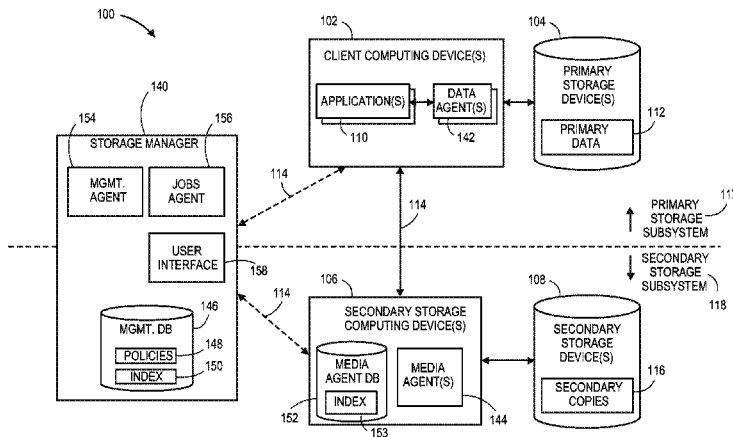 100
102
CLIENT COMPUTING DEVICE(S)
APPLICATION(S)
110
DATA
AGENT(S)
142
104
PRIMARY
STORAGE
DEVICE(S)
PRIMARY
DATA
112
140
154
156
STORAGE MANAGER
MGMT.
AGENT
JOBS
AGENT
USER
INTERFACE
158
146
MGMT. DB
POLICIES
148
INDEX
150
114
114
114
PRIMARY
STORAGE
SUBSYSTEM
SECONDARY
STORAGE
SUBSYSTEM
118
106
SECONDARY STORAGE
COMPUTING DEVICE(S)
MEDIA
AGENT DB
INDEX
152
153
MEDIA
AGENT(S)
144
108
SECONDARY
STORAGE
DEVICE(S)
SECONDARY
COPIES
116